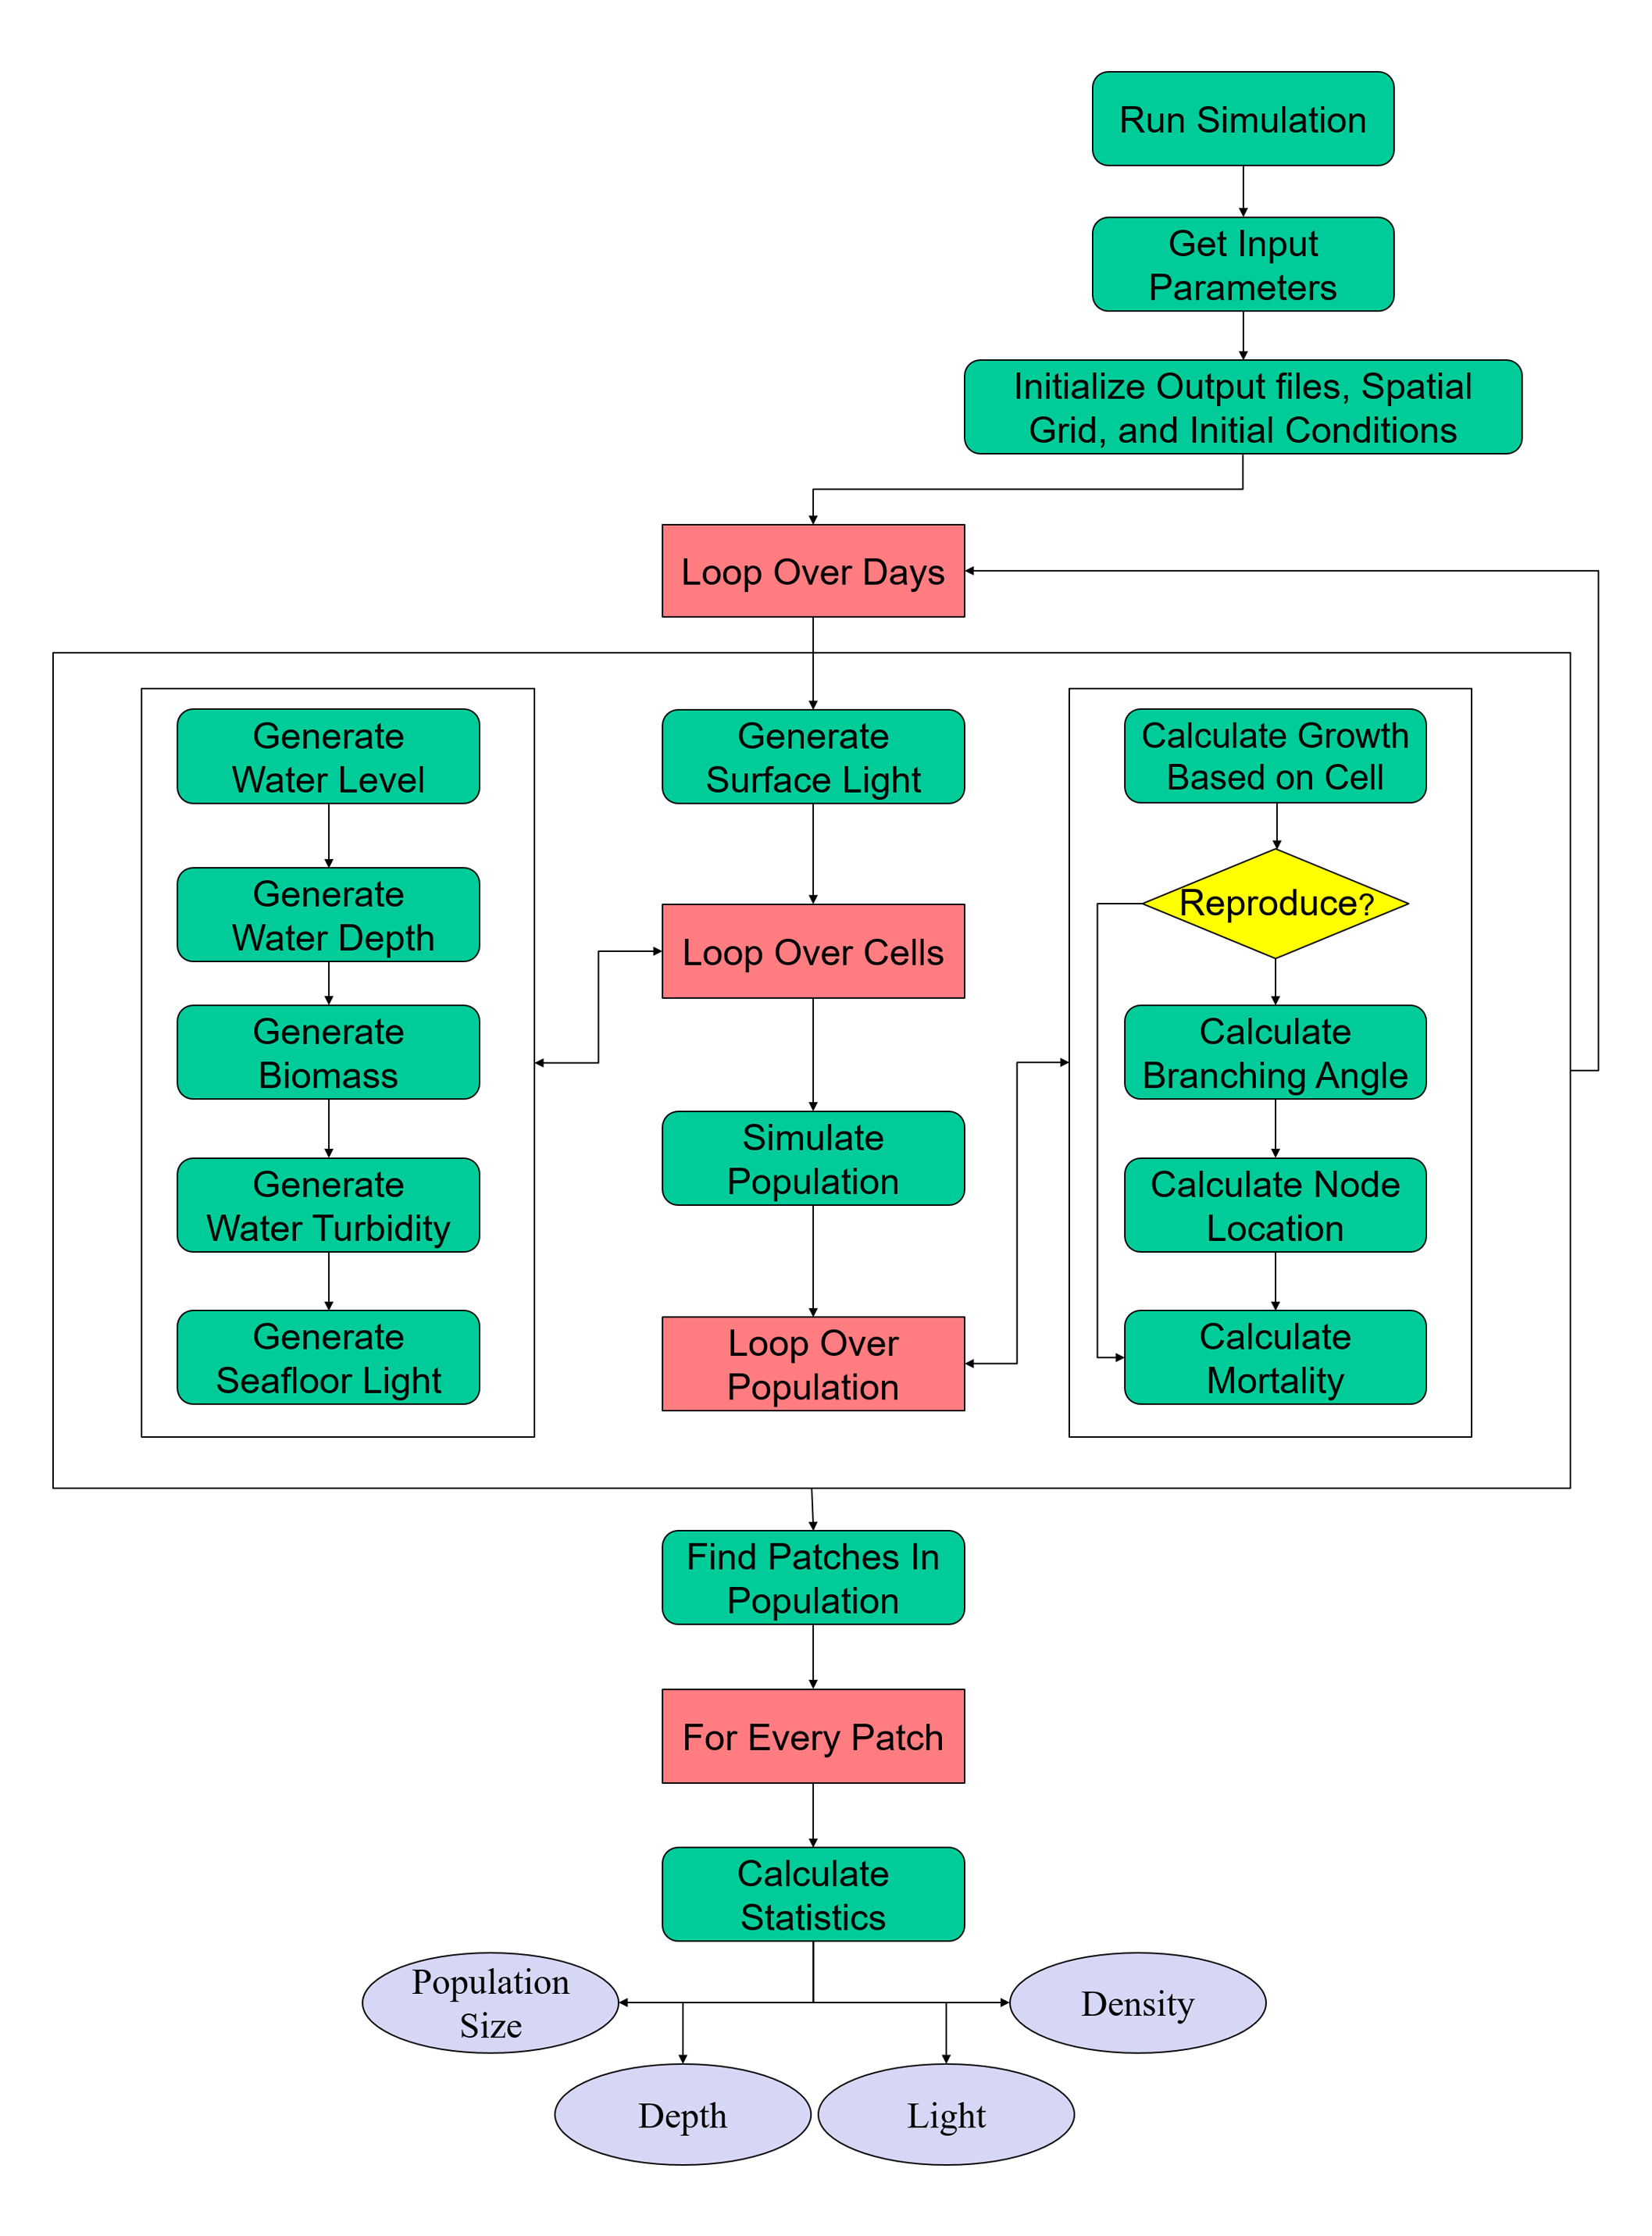 Run Simulation
Get Input
Parameters
Initialize Output files, Spatial
Grid, and Initial Conditions
Loop Over Days
Generate
Water Level
Generate
Water Depth
Generate
Biomass
Generate
Water Turbidity
Generate
Seafloor Light
Generate
Surface Light
Loop Over Cells
Simulate
Population
Loop Over
Population
Calculate Growth
Based on Cell
Reproduce?
Calculate
Branching Angle
Calculate Node
Location
Calculate
Mortality
Find Patches In
Population
For Every Patch
Calculate
Statistics
Population
Size
Depth
Light
Density